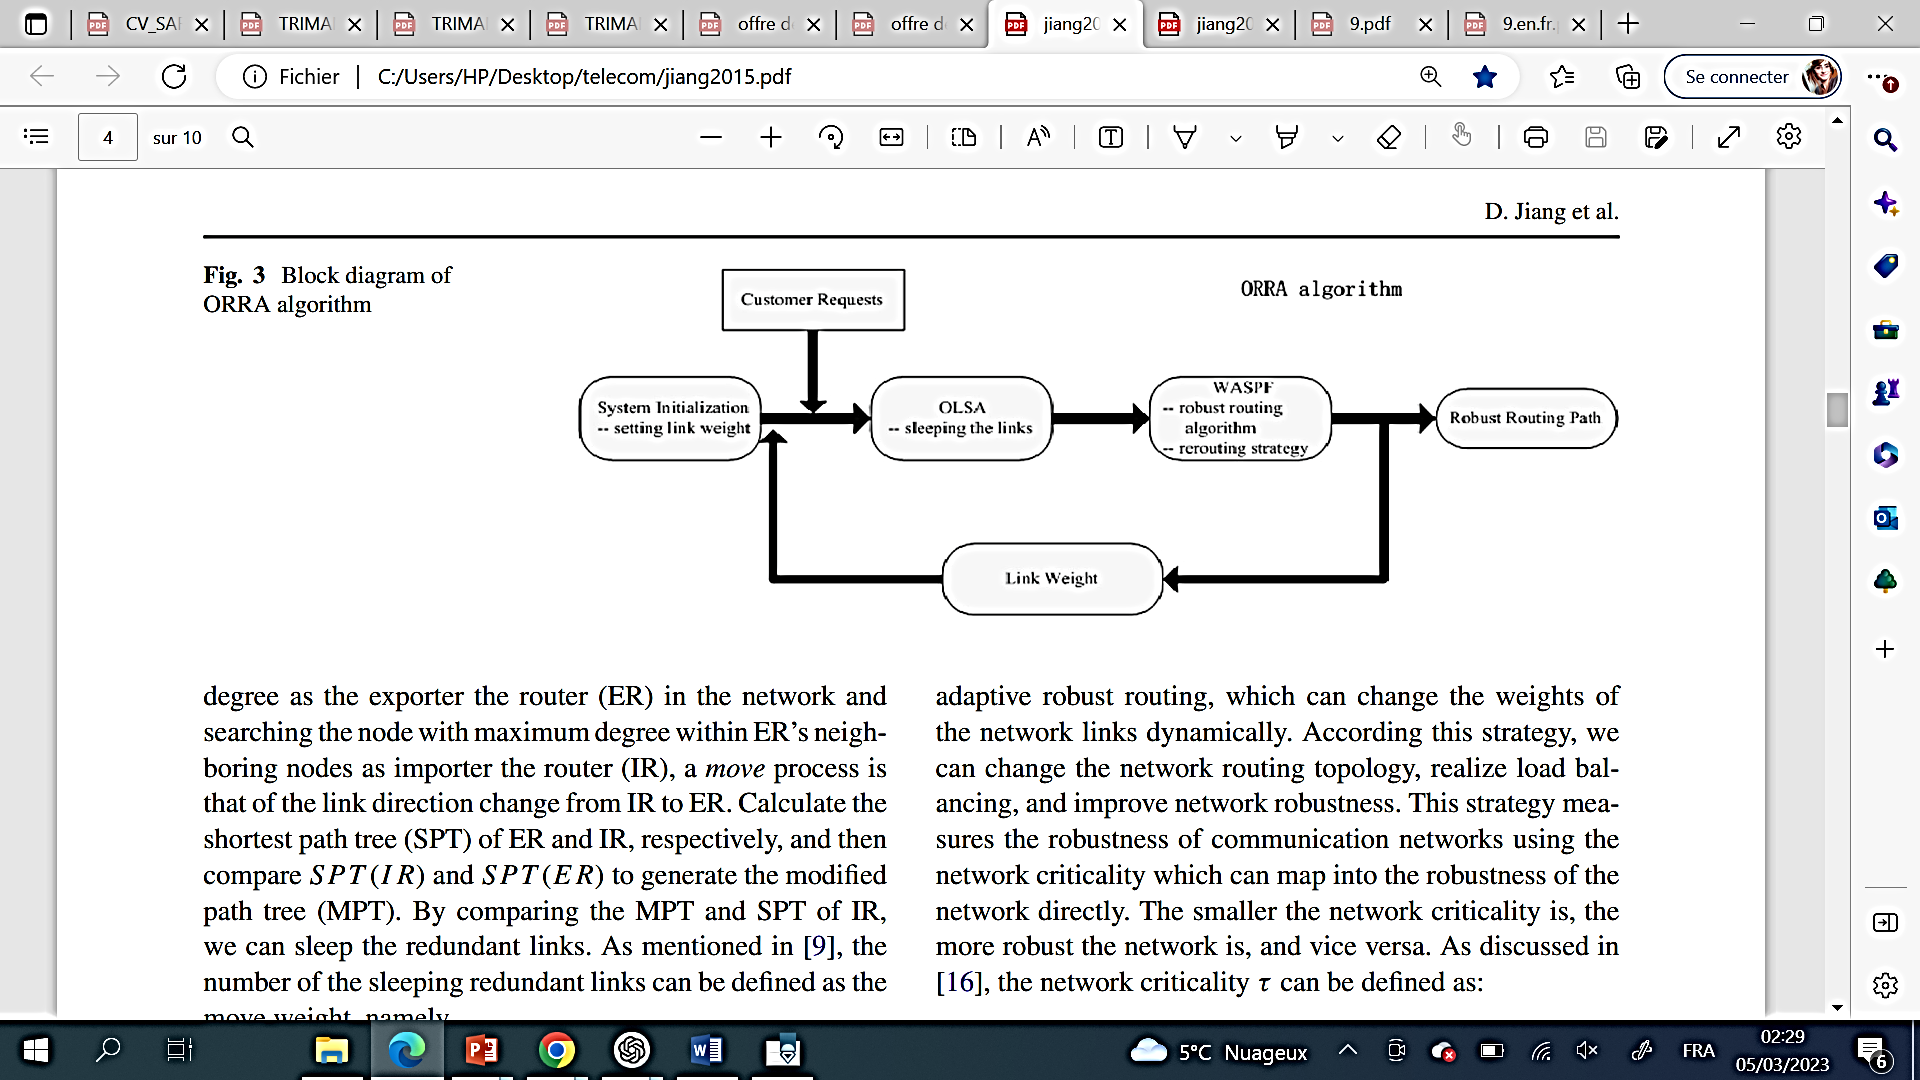 CV_SA
TRIMA
TRIMA
TRIMA
offre d
offre d
jiang20
jiang20
9.pdf
9.en.fr.
Fichier
C:/Users/HP/Desktop/telecom/jiang2015.pdf
Se connecter
4
sur 10
D. Jiang et al.
Fig. 3 Block diagram of
ORRA algorithm
Customer Requests
ORRA algorithm
System Initialization
-- setting link weight
OLSA
-- sleeping the links
WASPF
-- robust routing
algorithm
-- rerouting strategy
Robust Routing Path
Link Weight
degree as the exporter the router (ER) in the network and
searching the node with maximum degree within ER’s neigh-
boring nodes as importer the router (IR), a move process is
that of the link direction change from IR to ER. Calculate the
shortest path tree (SPT) of ER and IR, respectively, and then
compare SPT(IR) and SPT(ER) to generate the modified
path tree (MPT). By comparing the MPT and SPT of IR,
we can sleep the redundant links. As mentioned in [9], the
number of the sleeping redundant links can be defined as the
move weight, namely
adaptive robust routing, which can change the weights of
the network links dynamically. According this strategy, we
can change the network routing topology, realize load bal-
ancing, and improve network robustness. This strategy mea-
sures the robustness of communication networks using the
network criticality which can map into the robustness of the
network directly. The smaller the network criticality is, the
more robust the network is, and vice versa. As discussed in
[16], the network criticality τ can be defined as:
5°C Nuageux
FRA
02:29
05/03/2023
6